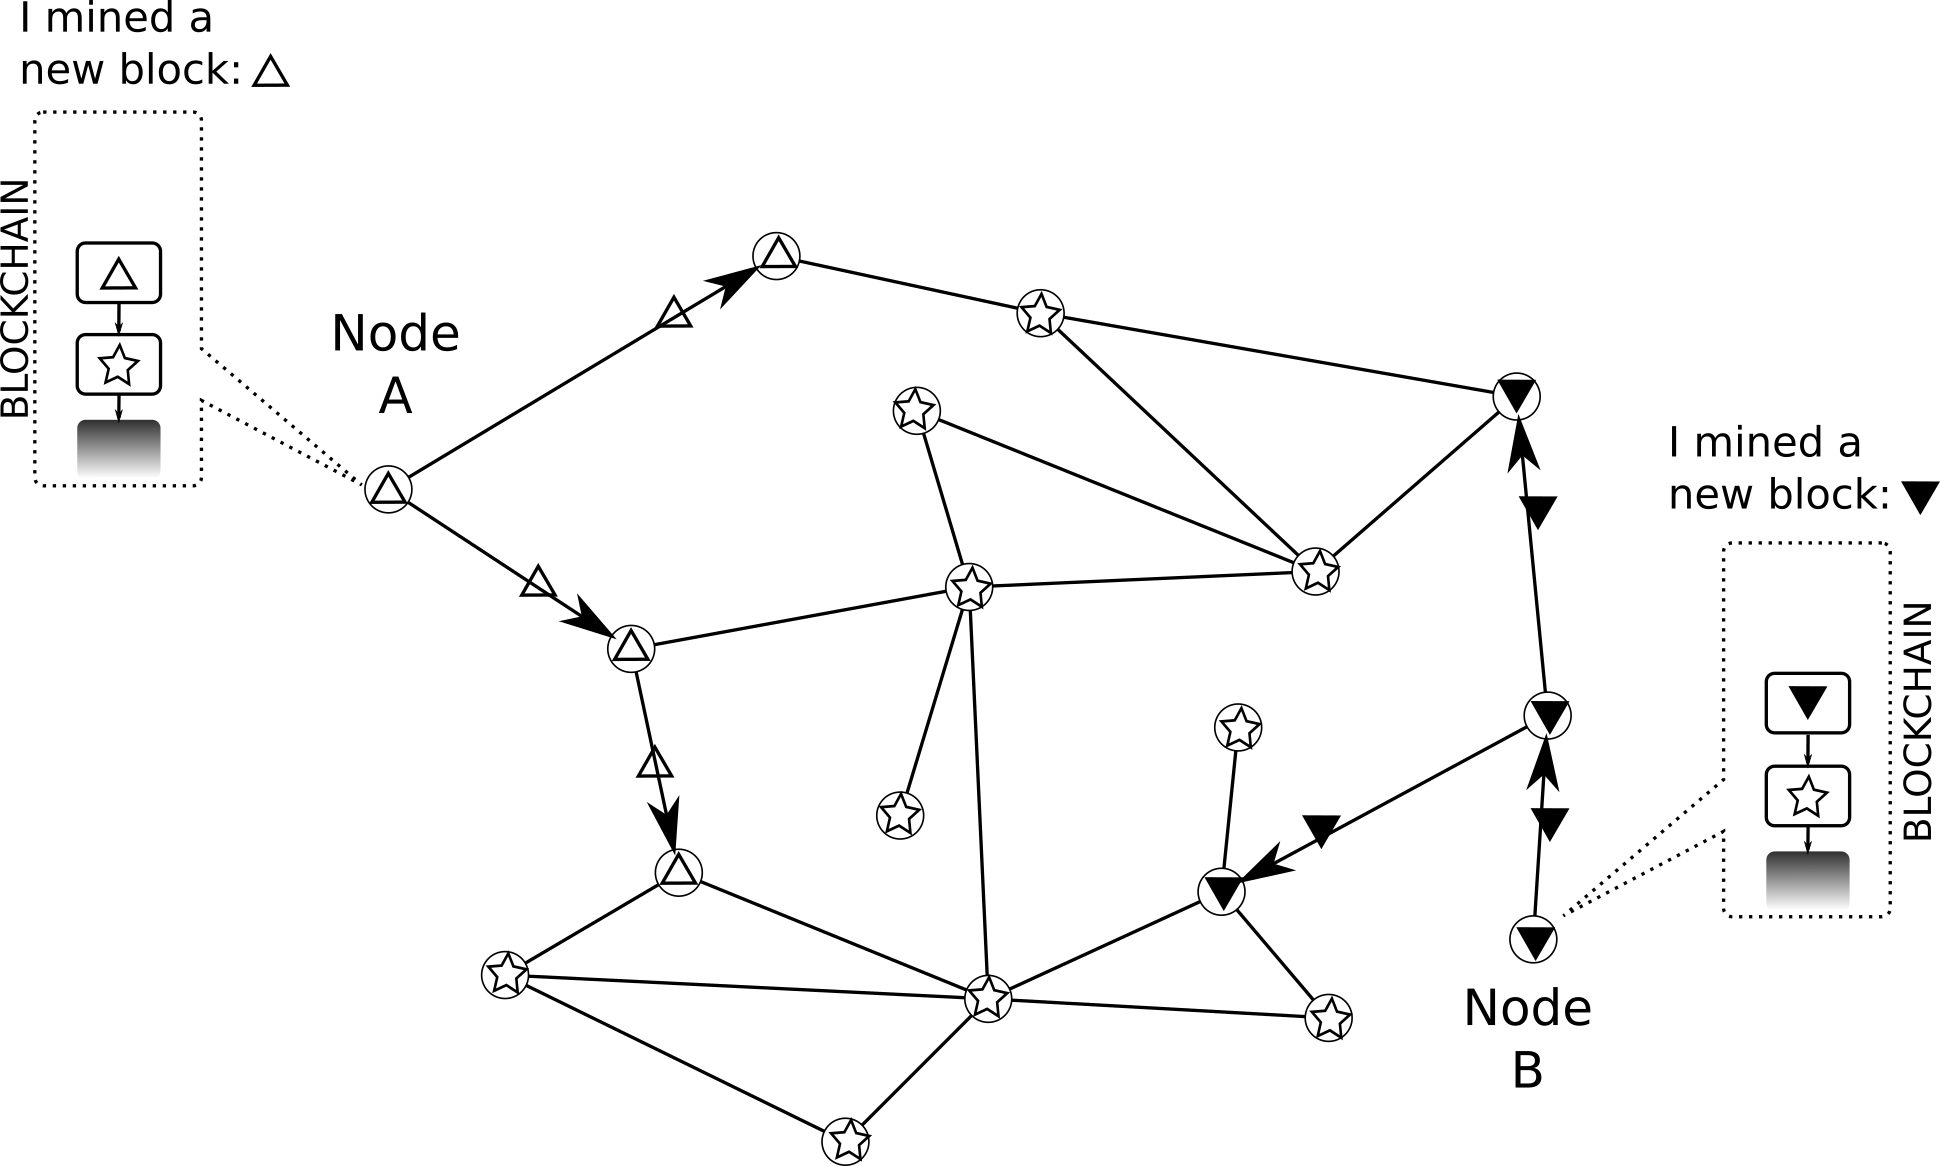 I mined a
new block:
BLOCKCHAIN
Node
A
I mined a
new block:
BLOCKCHAIN
Node
B